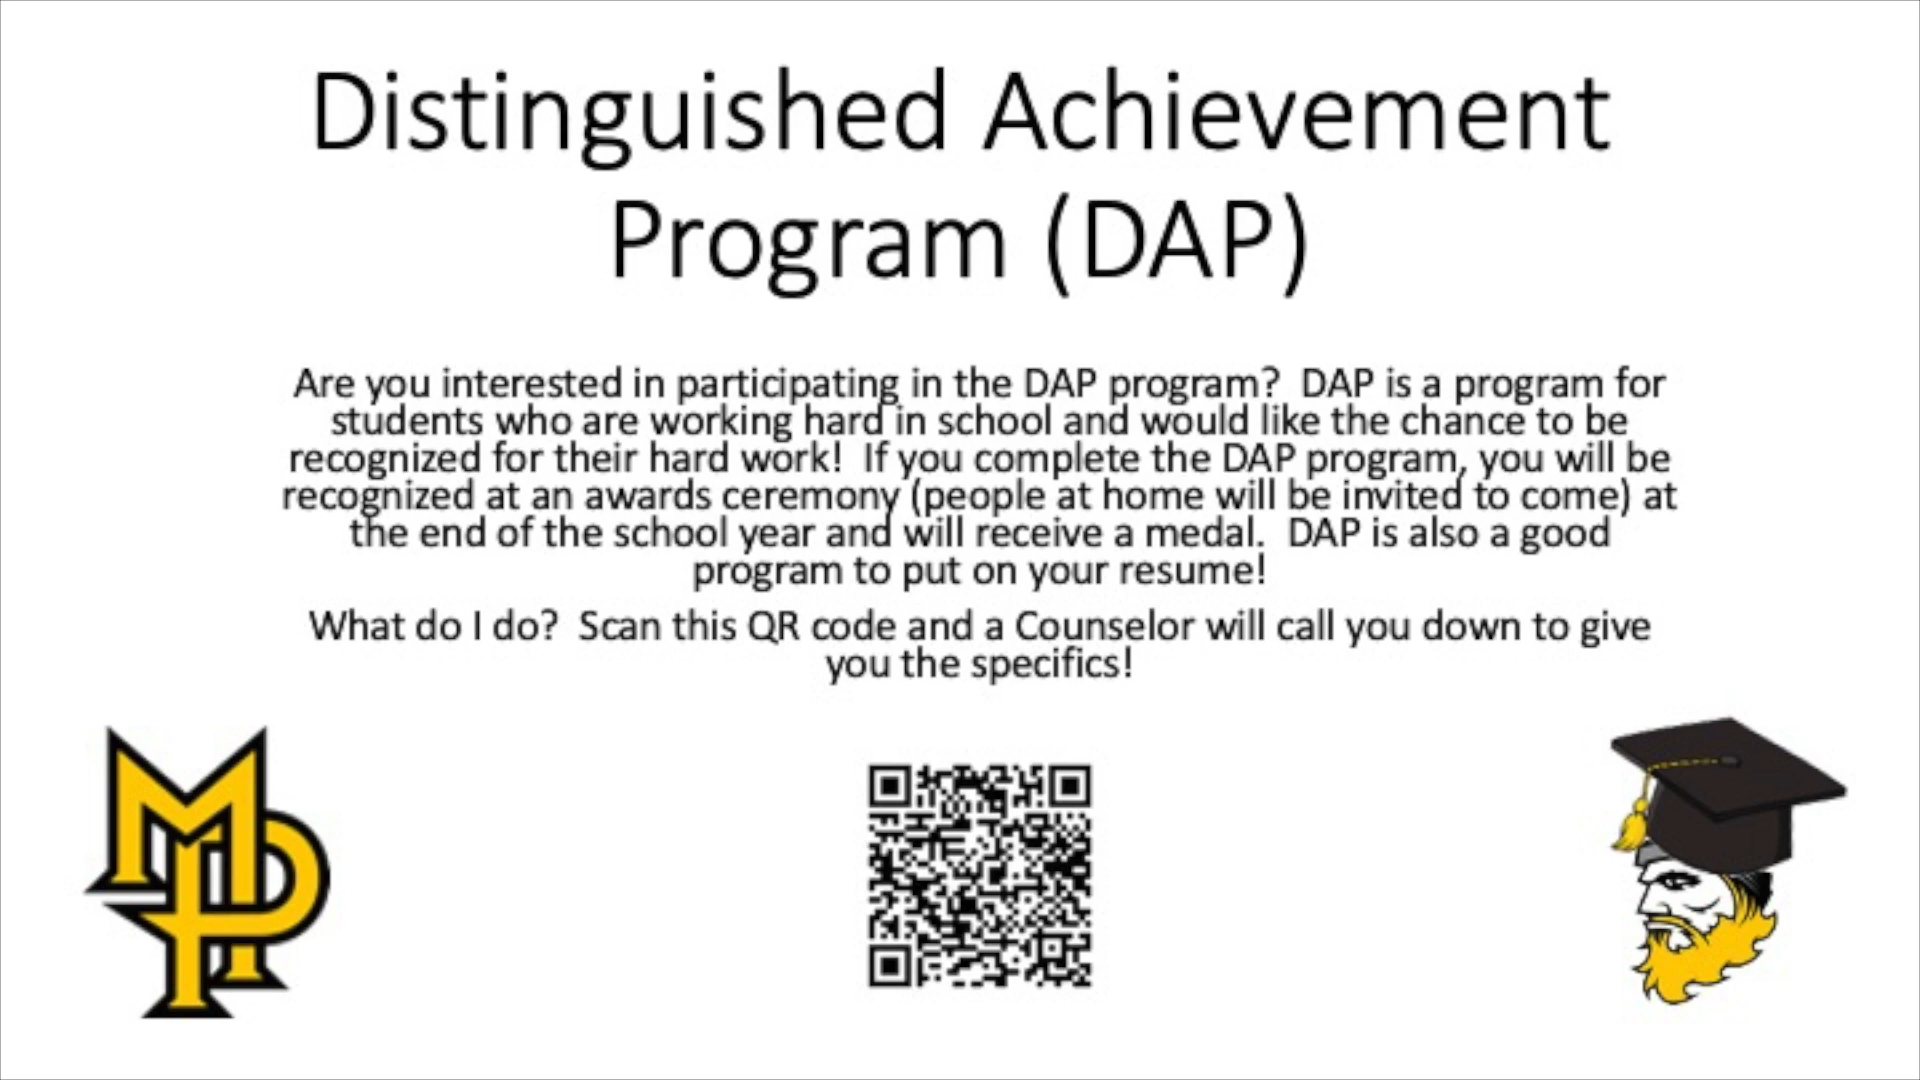 Distinguished Achievement
Program (DAP)
Are you interested in participating in the DAP program?  DAP is a program for
students who are working hard in school and would like the chance to be
recognized for their hard work!  If you complete the DAP program, you will be
recognized at an awards ceremony (people at home will be invited to come) at
the end of the school year and will receive a medal.  DAP is also a good
program to put on your resume!
What do I do?  Scan this QR code and a Counselor will call you down to give
you the specifics!
MP